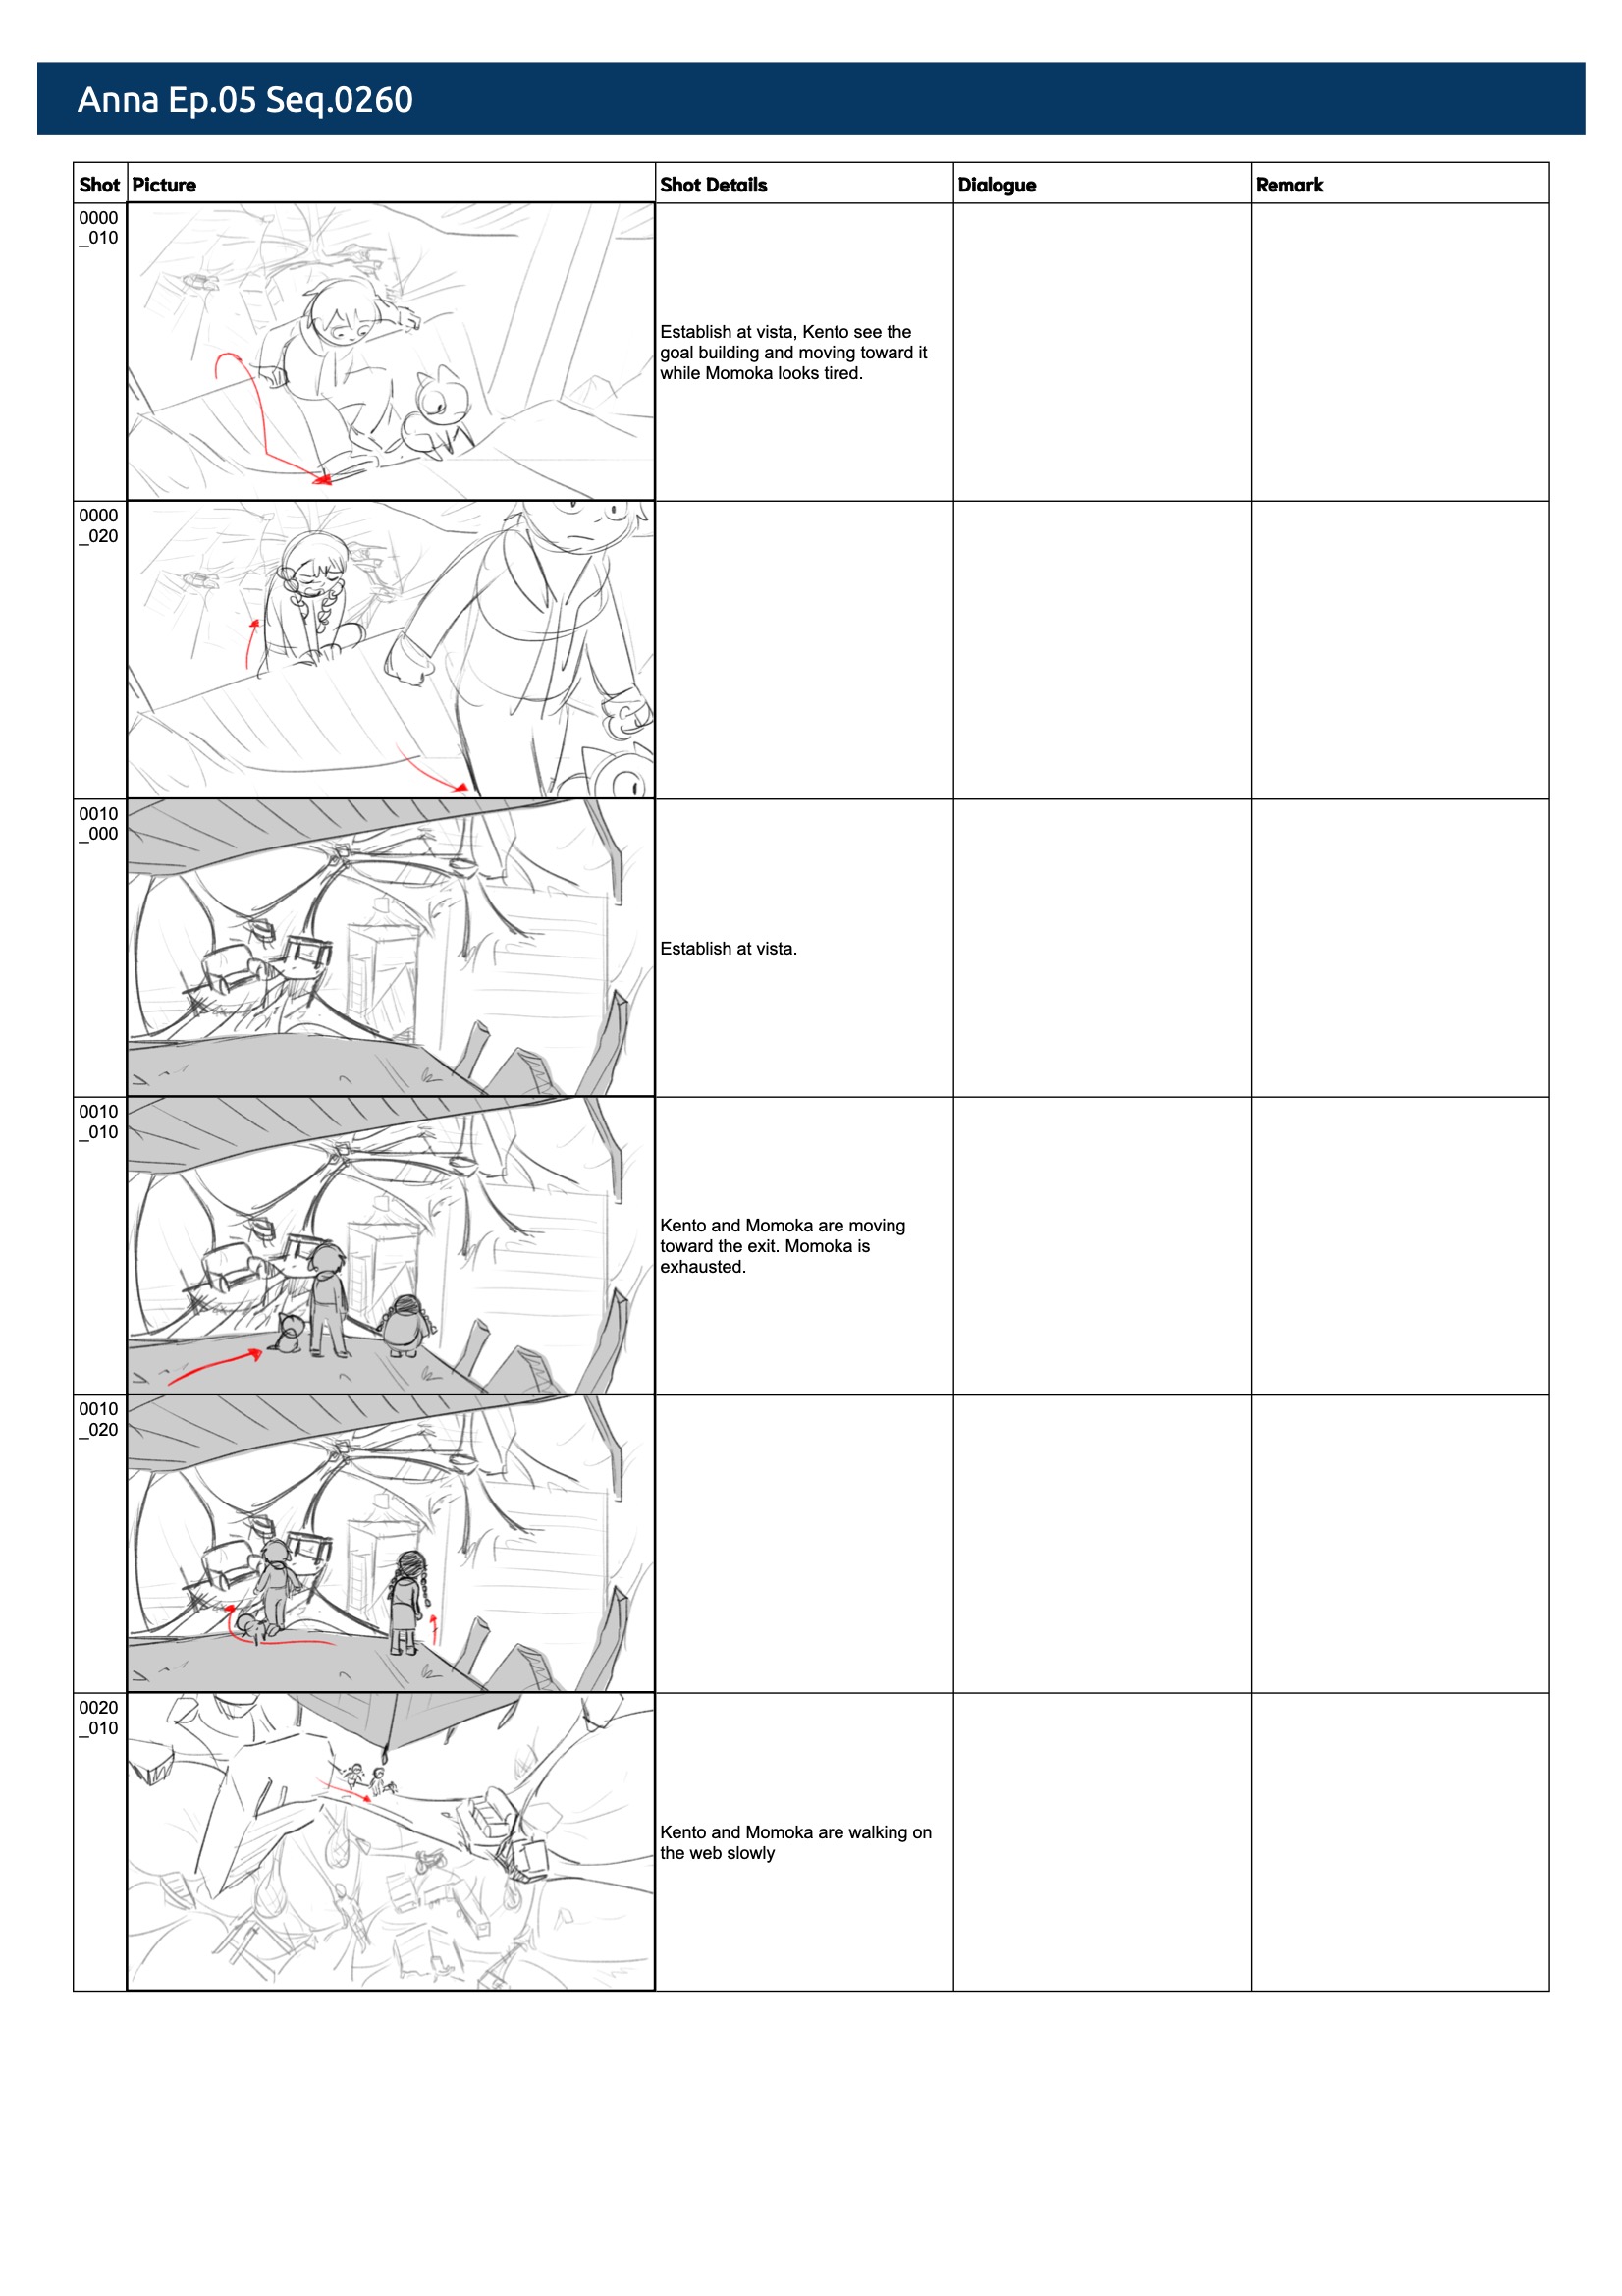 Anna Ep.05 Seq.0260
Shot Picture Shot Details Dialogue Remark
0000
_010
Establish at vista, Kento see the
goal building and moving toward it
while Momoka looks tired.
0000
_020
0010
_000
Establish at vista.
0010
_010
Kento and Momoka are moving
toward the exit. Momoka is
exhausted.
0010
_020
0020
_010
Kento and Momoka are walking on
the web slowly